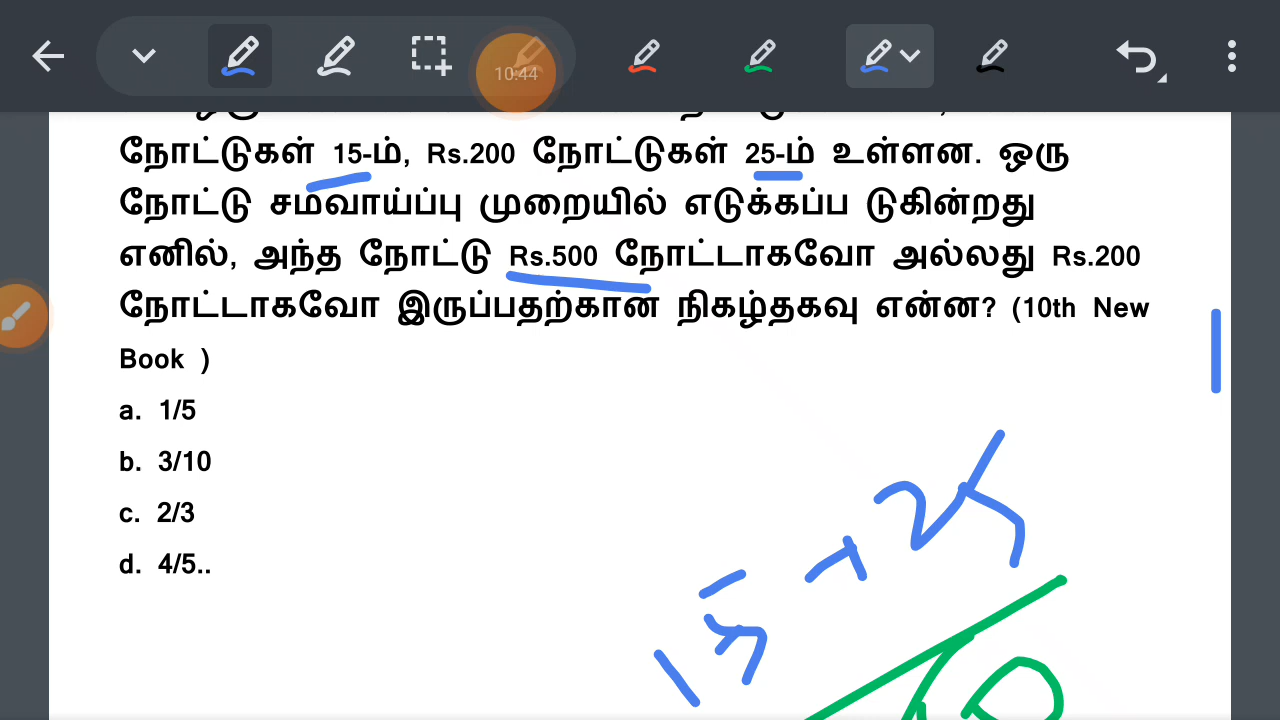 10:44
நோட்டுகள் 15-ம், Rs.200 நோட்டுகள் 25-ம் உள்ளன. ஒரு
நோட்டு சமவாய்ப்பு முறையில் எடுக்கப்ப டுகின்றது
எனில், அந்த நோட்டு Rs.500 நோட்டாகவோ அல்லது Rs.200
நோட்டாகவோ இருப்பதற்கான நிகழ்தகவு என்ன? (10th New
Book )
a. 1/5
b. 3/10
c. 2/3
d. 4/5..
15 + 25